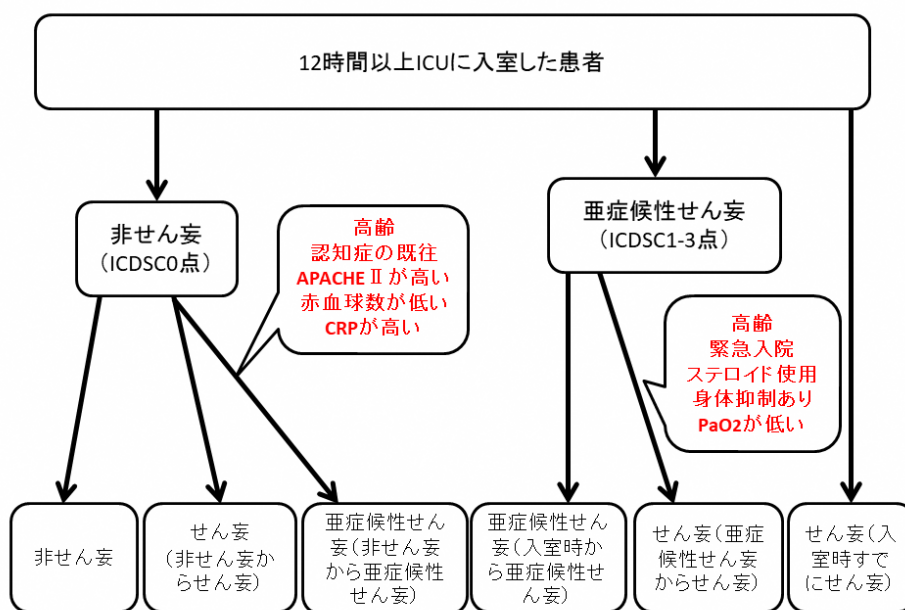 12時間以上ICUに入室した患者
非せん妄
（ICDSC0点）
高齢
認知症の既往
APACHEⅡが高い
赤血球数が低い
CRPが高い
亜症候性せん妄
（ICDSC1-3点）
高齢
緊急入院
ステロイド使用
身体抑制あり
PaO2が低い
非せん妄
せん妄
（非せん妄か
らせん妄）
亜症候性せん
妄（非せん妄
から亜症候性
せん妄）
亜症候性せん
妄（入室時か
ら亜症候性せ
ん妄）
せん妄（亜症
候性せん妄
からせん妄）
せん妄（入
室時すで
にせん妄）